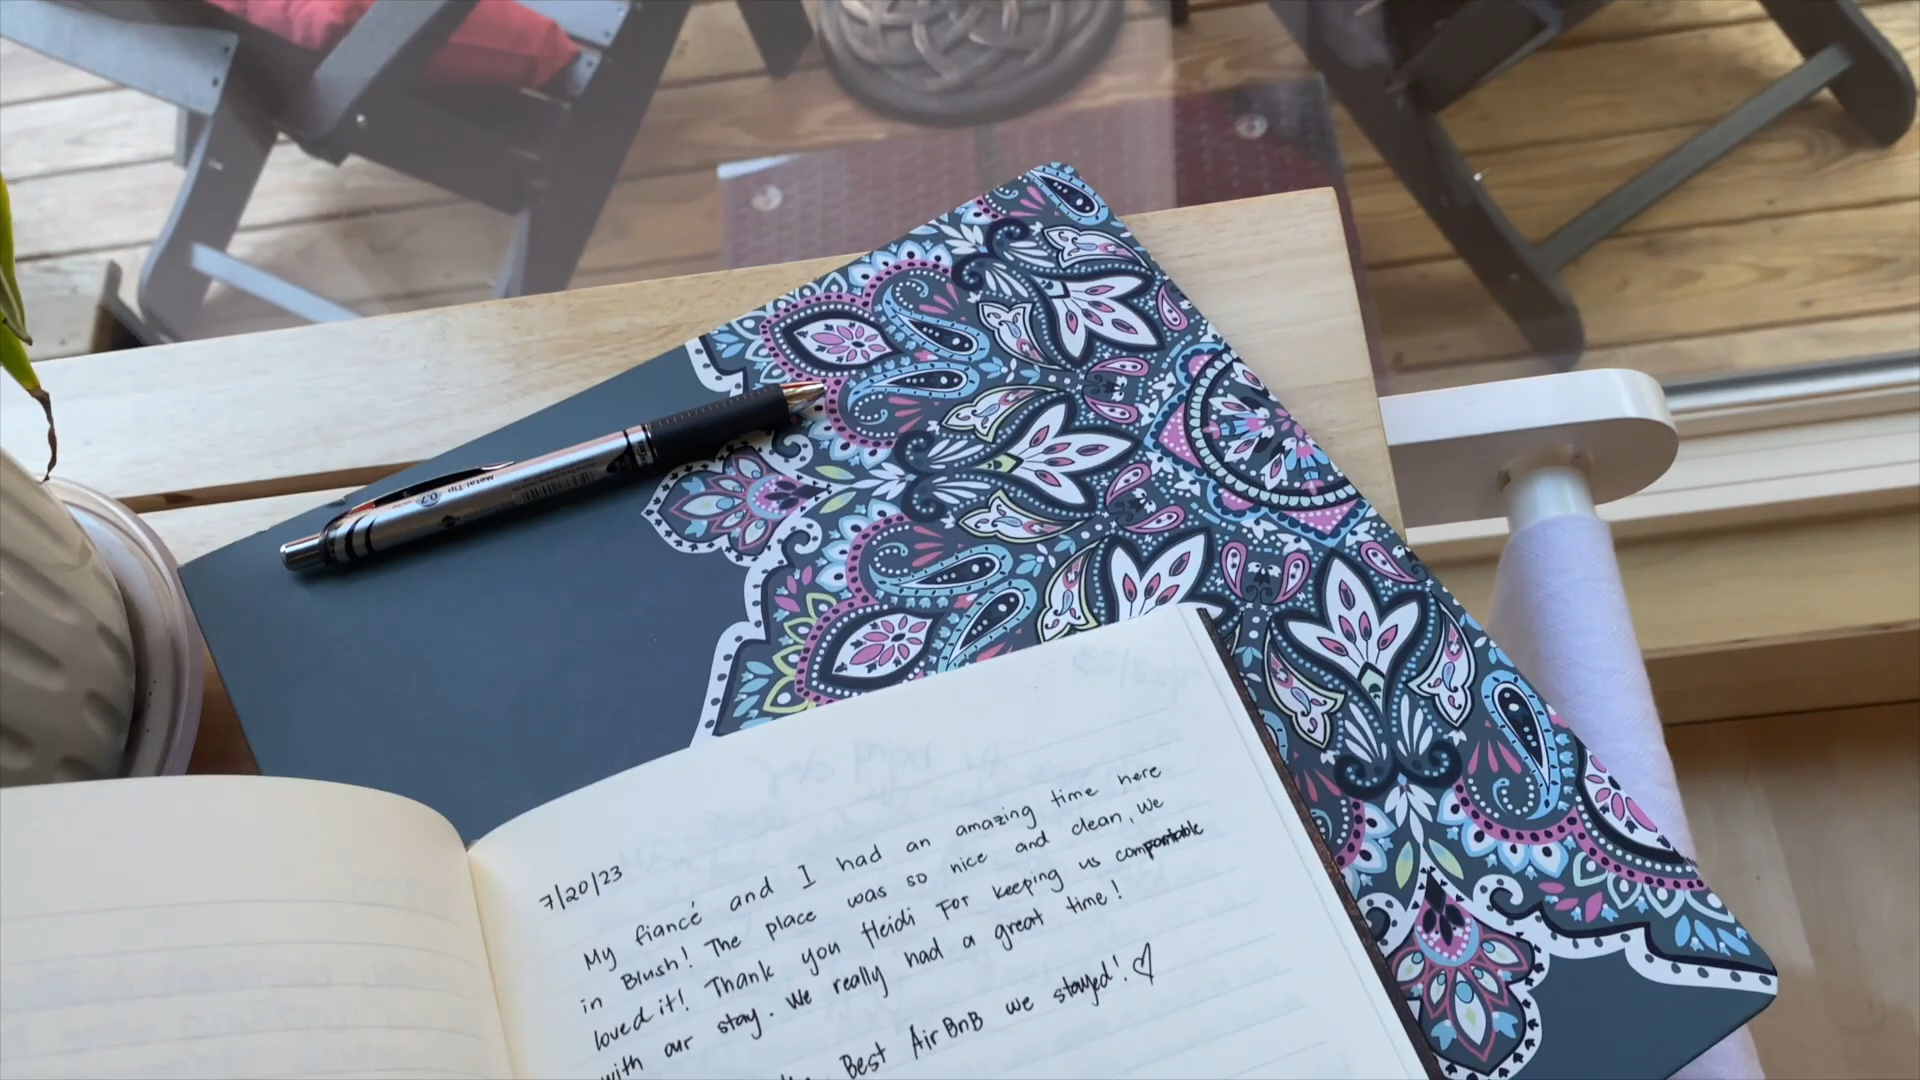 Metal Tip
0.7
7/20/23
My fiancé and I had an amazing time here
in Blush! The place was so nice and clean, We
loved it! Thank you Heidi For keeping us comportable
with our stay. We really had a great time!
Best AirBnB we stayed! ♡